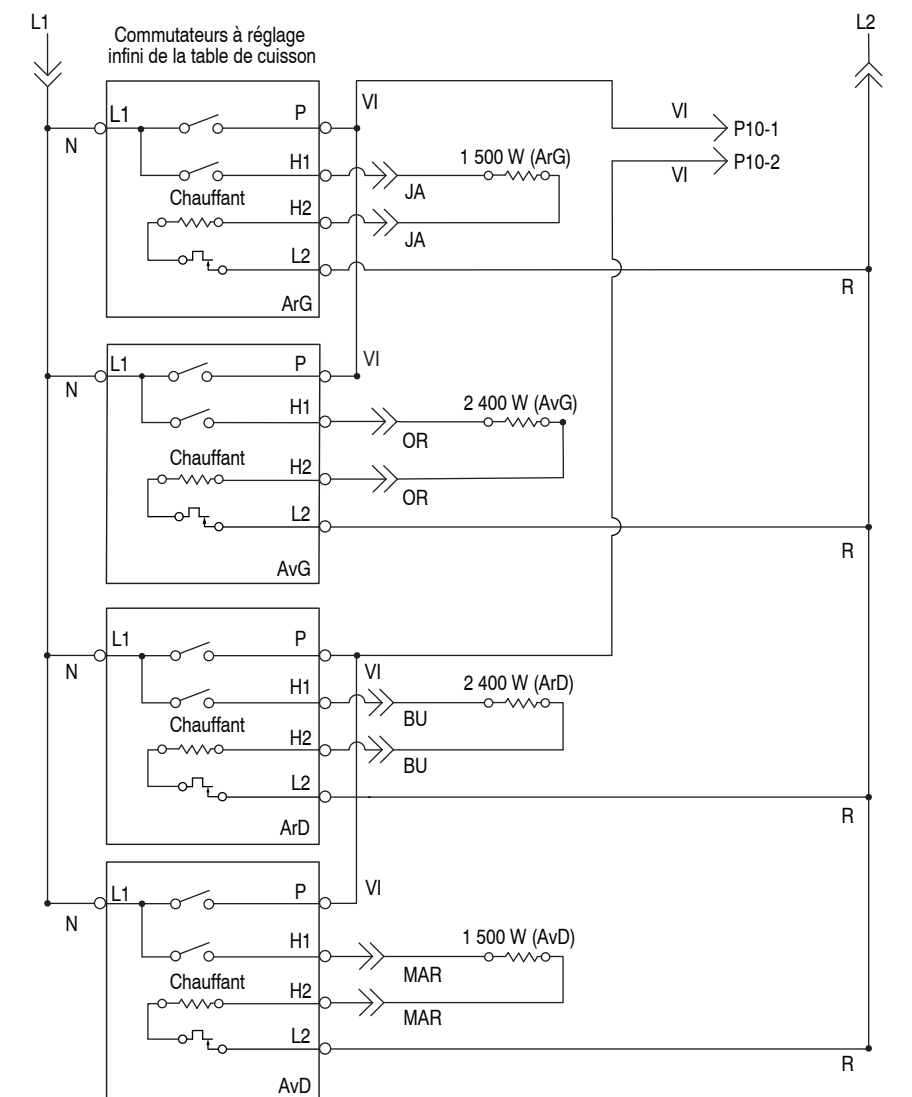 L1
L2
Commutateurs à réglage
infini de la table de cuisson
L1
P
VI
VI
P10-1
N
H1
1 500 W (ArG)
VI
P10-2
JA
Chauffant
H2
JA
L2
R
ArG
L1
P
VI
N
H1
2 400 W (AvG)
OR
Chauffant
H2
OR
L2
R
AvG
L1
P
N
VI
H1
2 400 W (ArD)
BU
Chauffant
H2
BU
L2
R
ArD
L1
P
VI
N
H1
1 500 W (AvD)
MAR
Chauffant
H2
MAR
L2
R
AvD